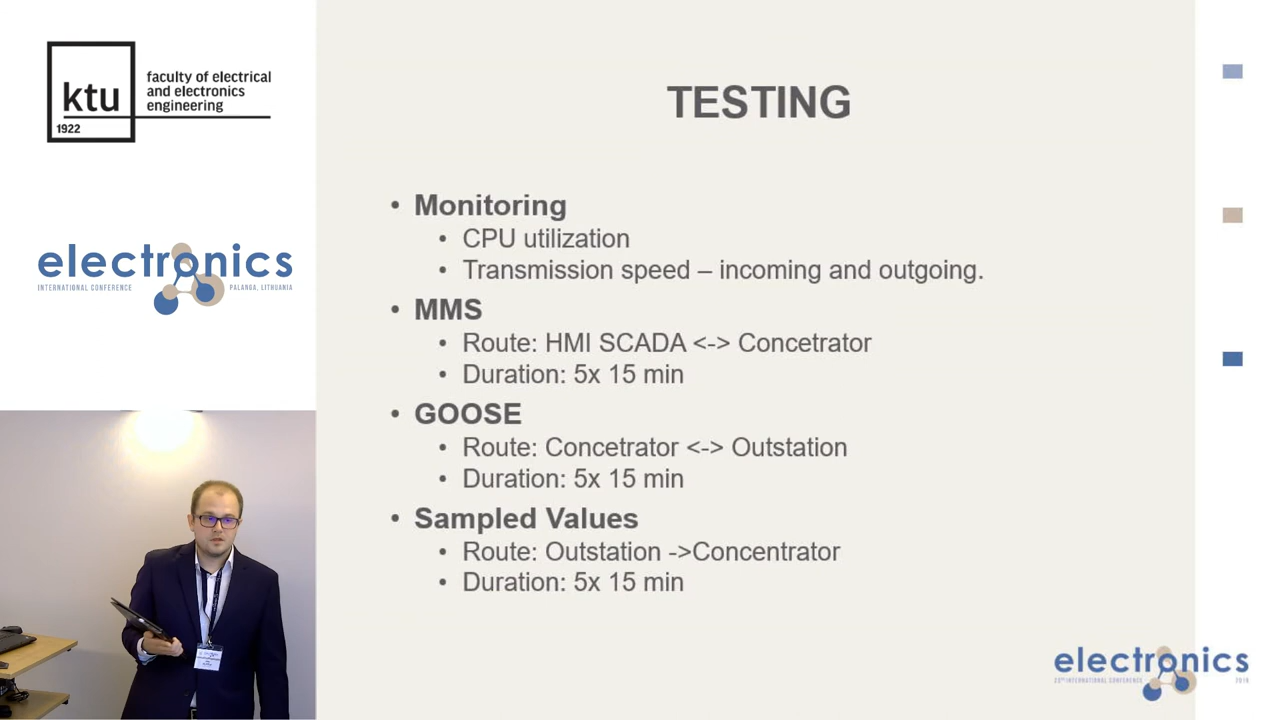 ktu
1922
faculty of electrical
and electronics
engineering
electronics
INTERNATIONAL CONFERENCE
PALANGA, LITHUANIA
TESTING
• Monitoring
• CPU utilization
• Transmission speed – incoming and outgoing.
• MMS
• Route: HMI SCADA <-> Concetrator
• Duration: 5x 15 min
• GOOSE
• Route: Concetrator <-> Outstation
• Duration: 5x 15 min
• Sampled Values
• Route: Outstation ->Concentrator
• Duration: 5x 15 min
electronics
INTERNATIONAL CONFERENCE